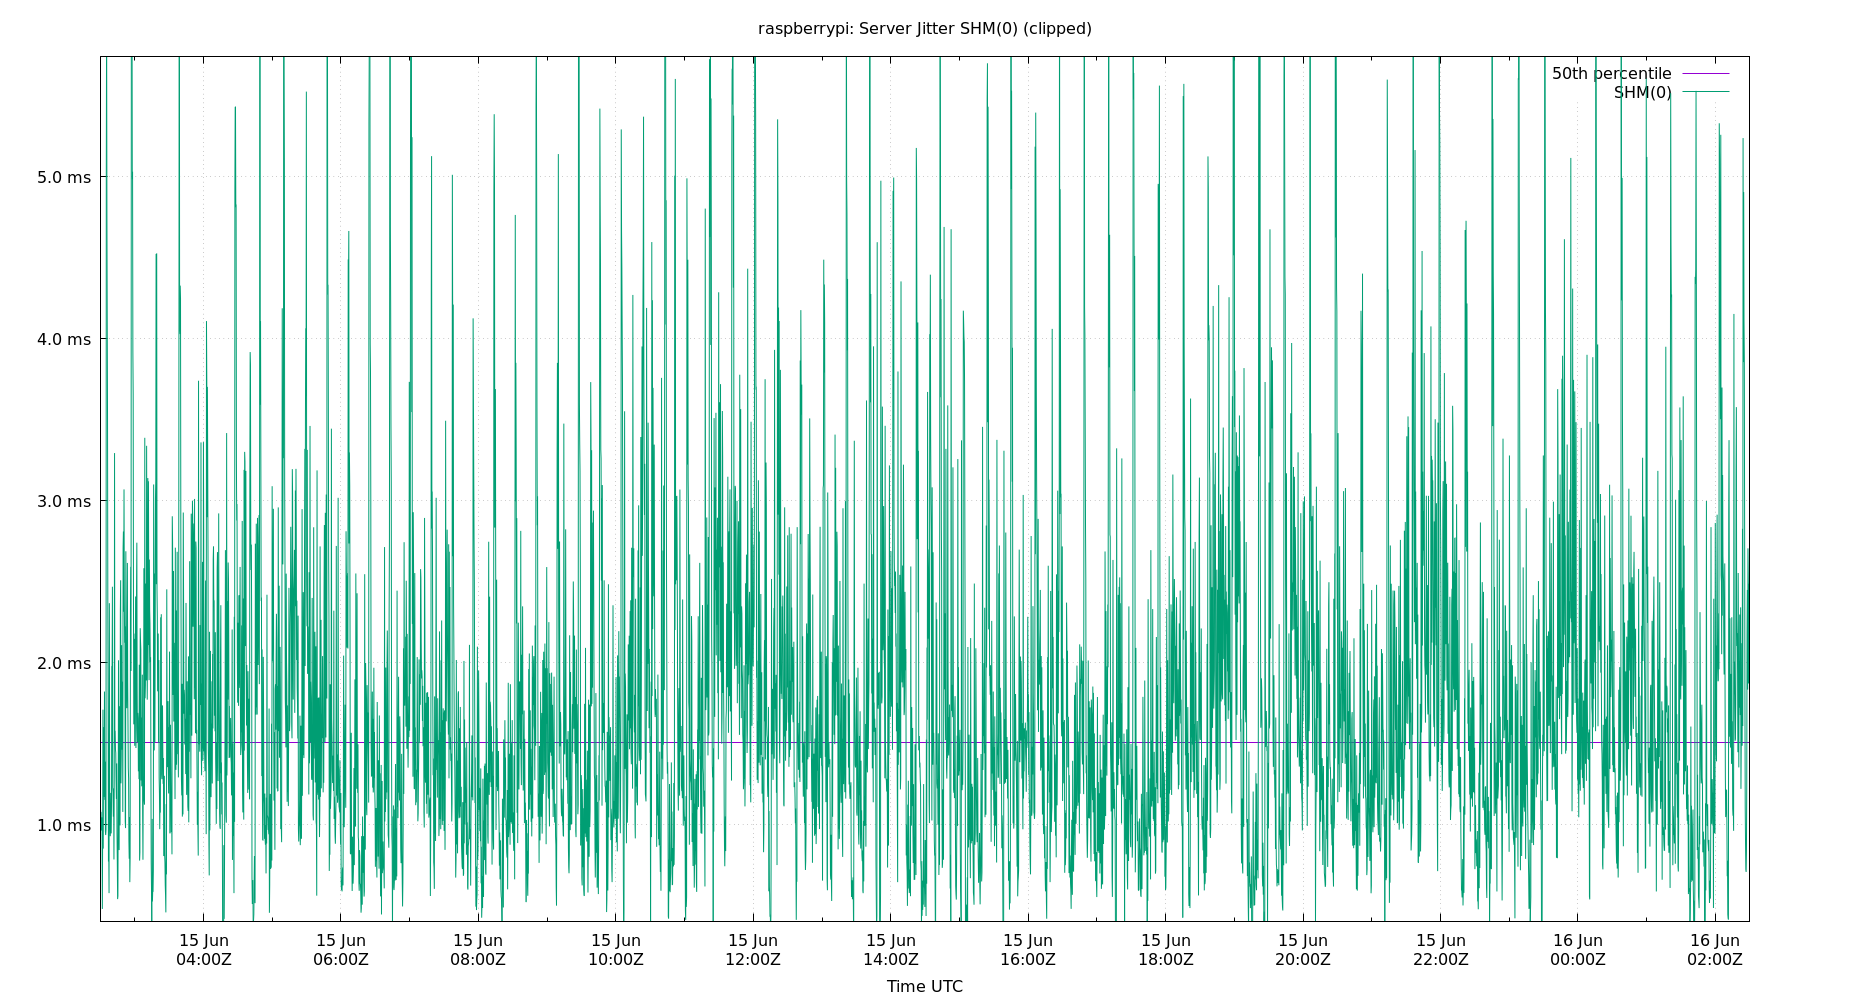 raspberrypi: Server Jitter SHM(0) (clipped)
50th percentile
SHM(0)
5.0 ms
4.0 ms
3.0 ms
2.0 ms
1.0 ms
15 Jun 15 Jun 15 Jun 15 Jun 15 Jun 15 Jun 15 Jun 15 Jun 15 Jun 15 Jun 16 Jun 16 Jun
04:00Z 06:00Z 08:00Z 10:00Z 12:00Z 14:00Z 16:00Z 18:00Z 20:00Z 22:00Z 00:00Z 02:00Z
Time UTC